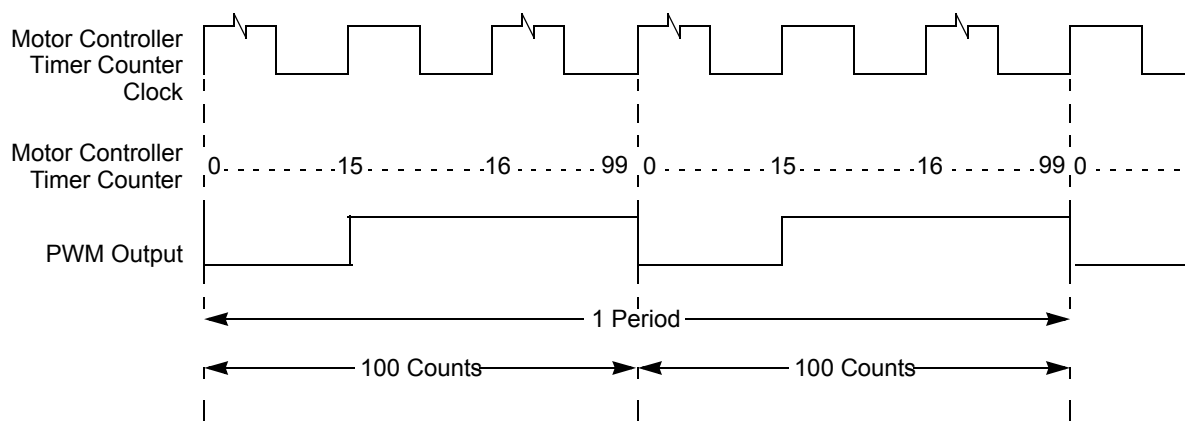 Motor Controller
Timer Counter
Clock
Motor Controller
Timer Counter
0 15 16 99 0 15 16 99 0
PWM Output
1 Period
100 Counts 100 Counts